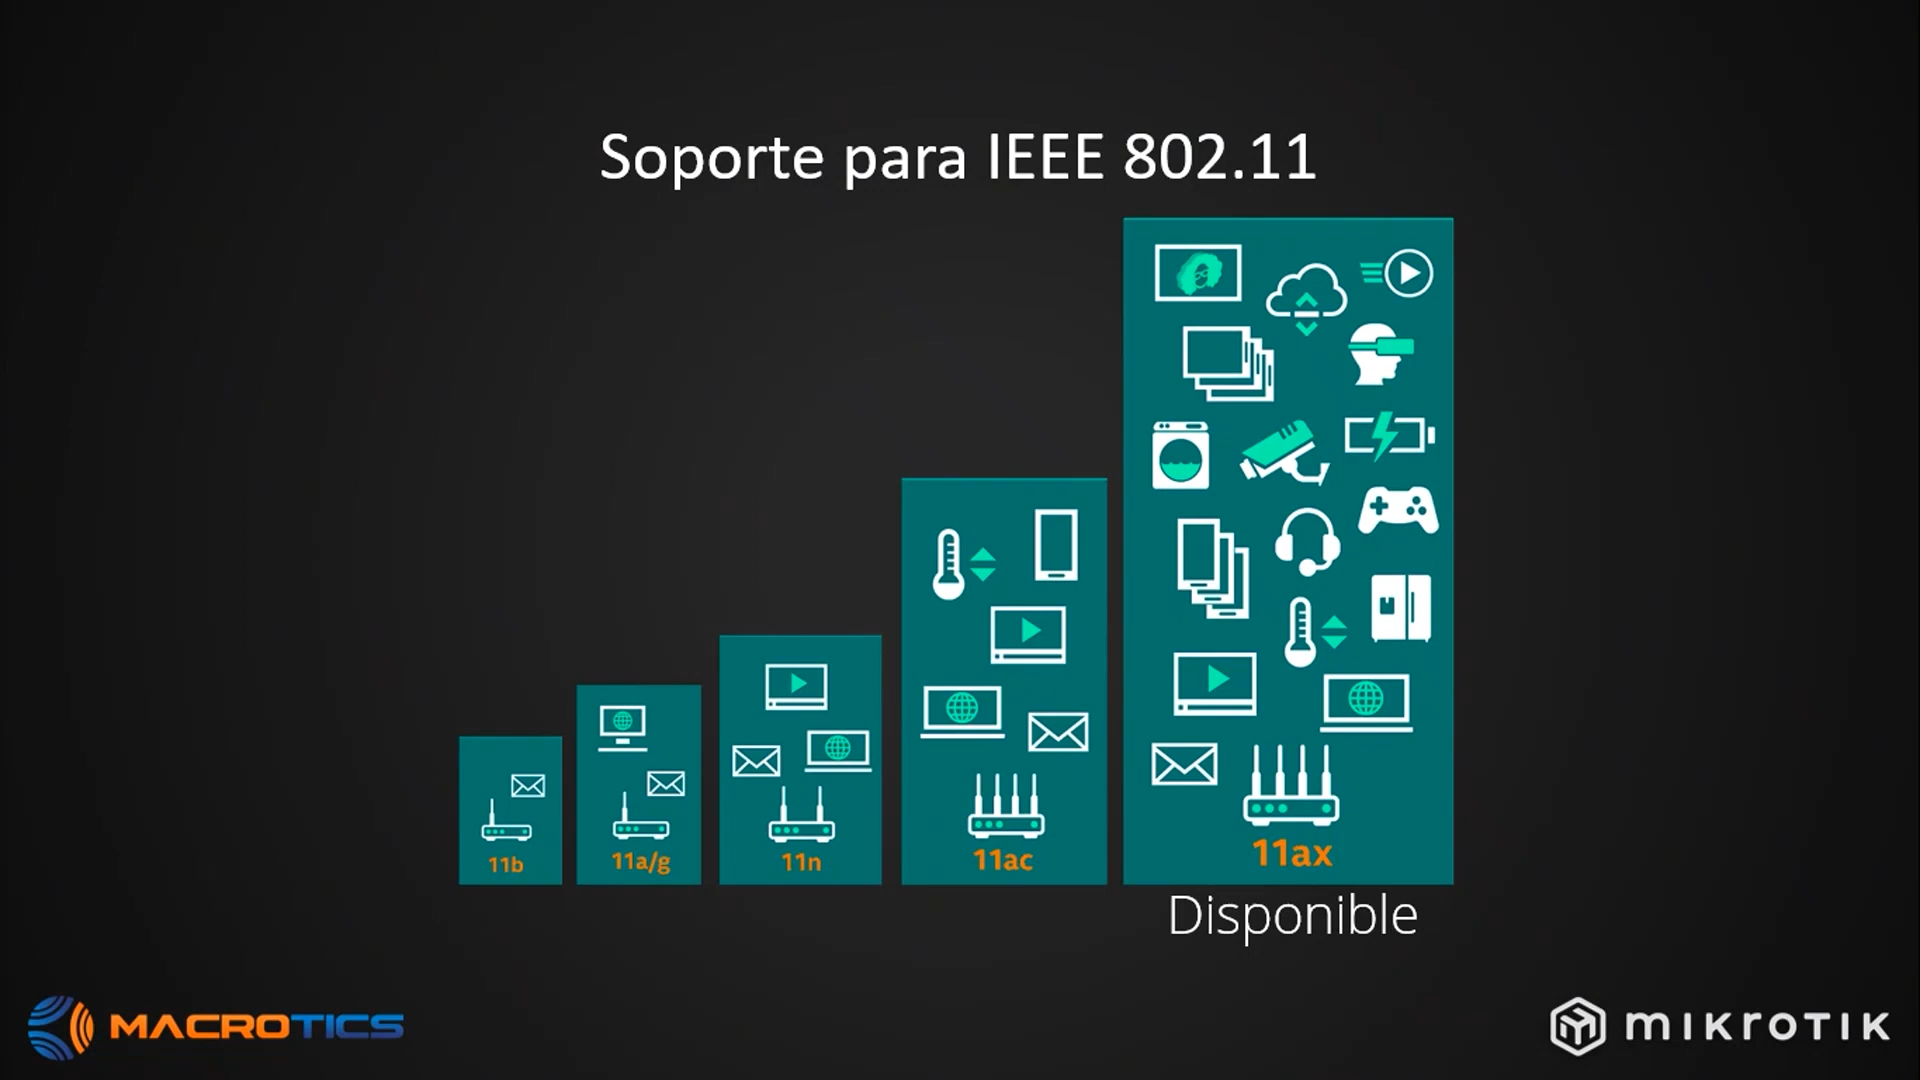 Soporte para IEEE 802.11
11b
11a/g
11n
11ac
11ax
Disponible
MACROTICS
mikrotik